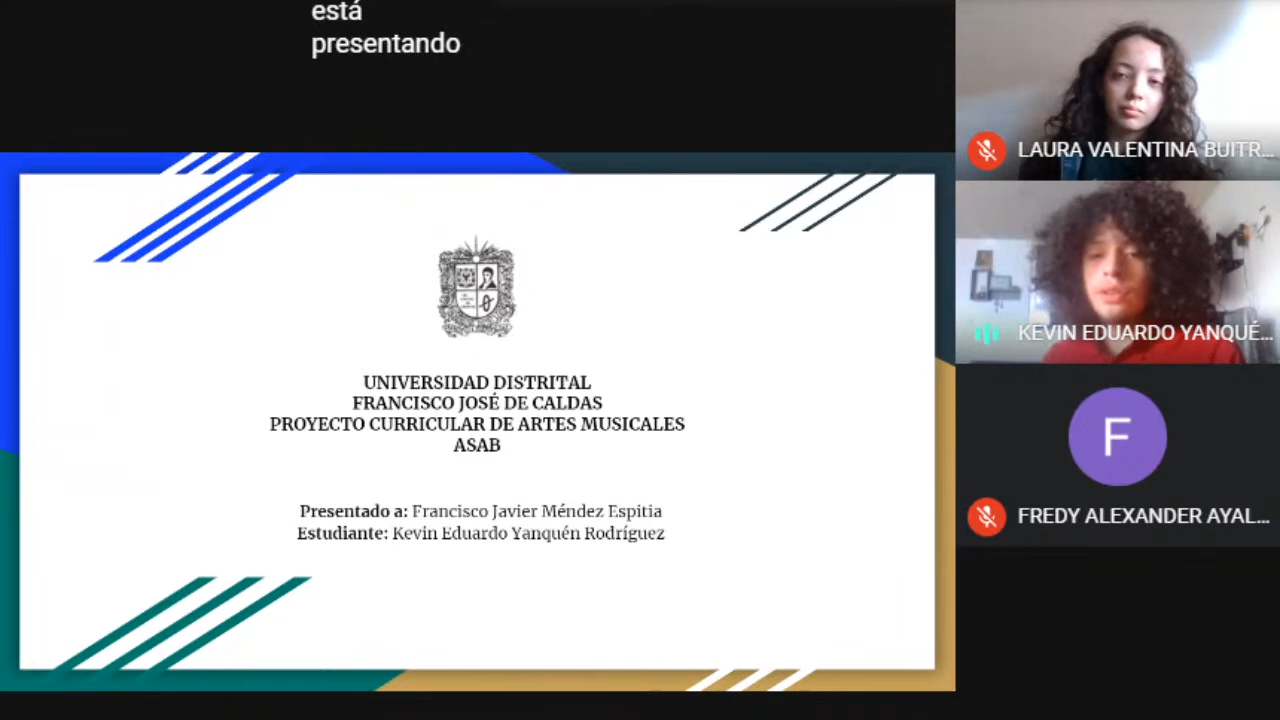 está
presentando
UNIVERSIDAD DISTRITAL
FRANCISCO JOSÉ DE CALDAS
PROYECTO CURRICULAR DE ARTES MUSICALES
ASAB
Presentado a: Francisco Javier Méndez Espitia
Estudiante: Kevin Eduardo Yanquén Rodríguez
LAURA VALENTINA BUITR...
KEVIN EDUARDO YANQUÉ...
F
FREDY ALEXANDER AYAL...